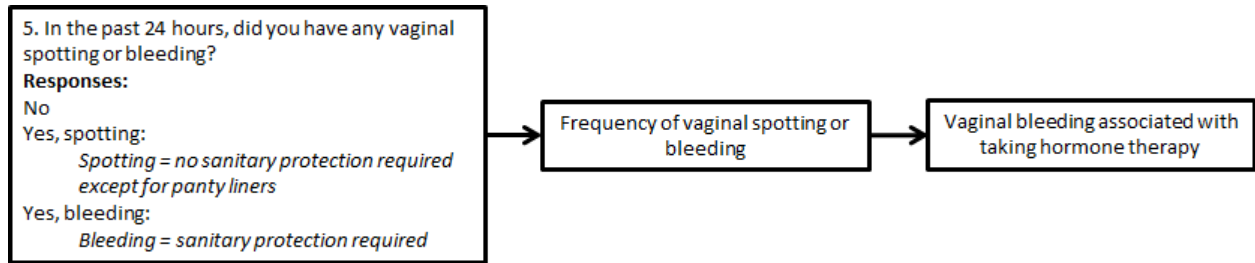 5. In the past 24 hours, did you have any vaginal
spotting or bleeding?
Responses:
No
Yes, spotting:
Spotting = no sanitary protection required
except for panty liners
Yes, bleeding:
Bleeding = sanitary protection required
Frequency of vaginal spotting or
bleeding
Vaginal bleeding associated with
taking hormone therapy